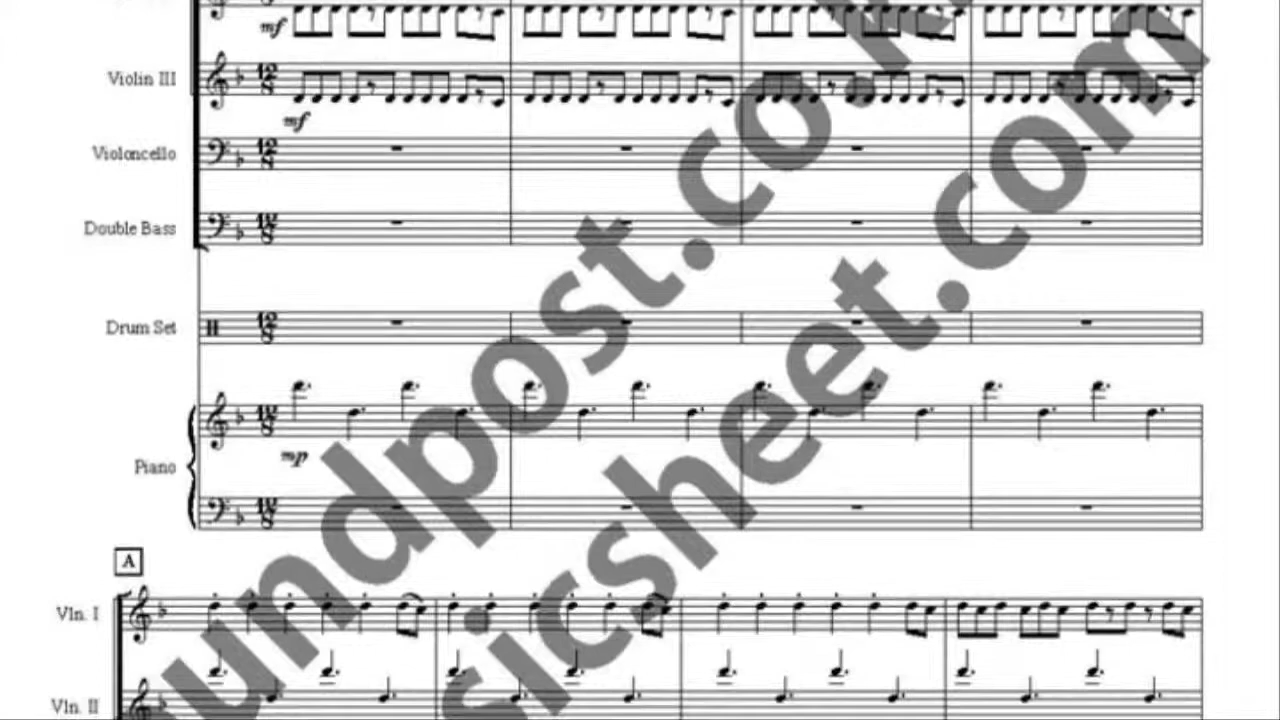 mf
Violin III
mf
Violoncello
Double Bass
Drum Set
mp
Piano
A
Vln. I
Vln. II
undpost.co.k
sicsheet.com